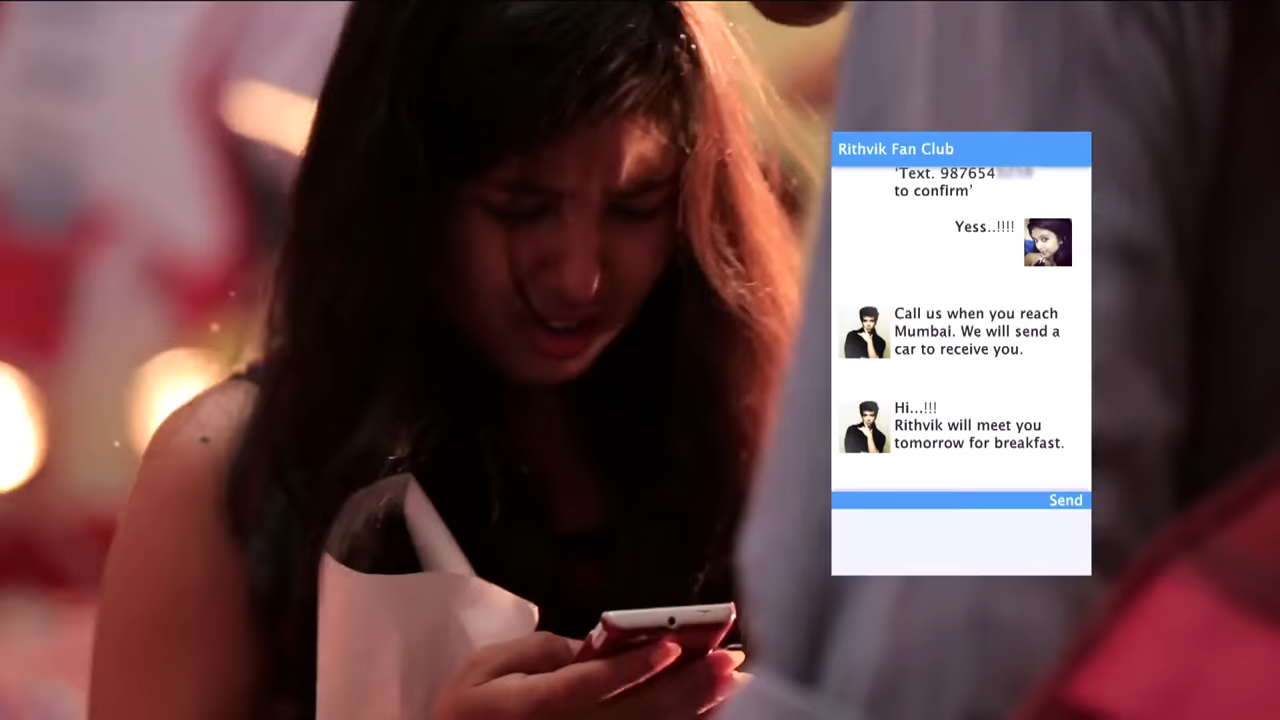 Rithvik Fan Club
'Text. 987654
to confirm'
Yess..!!!!
Call us when you reach
Mumbai. We will send a
car to receive you.
Hi...!!!
Rithvik will meet you
tomorrow for breakfast.
Send